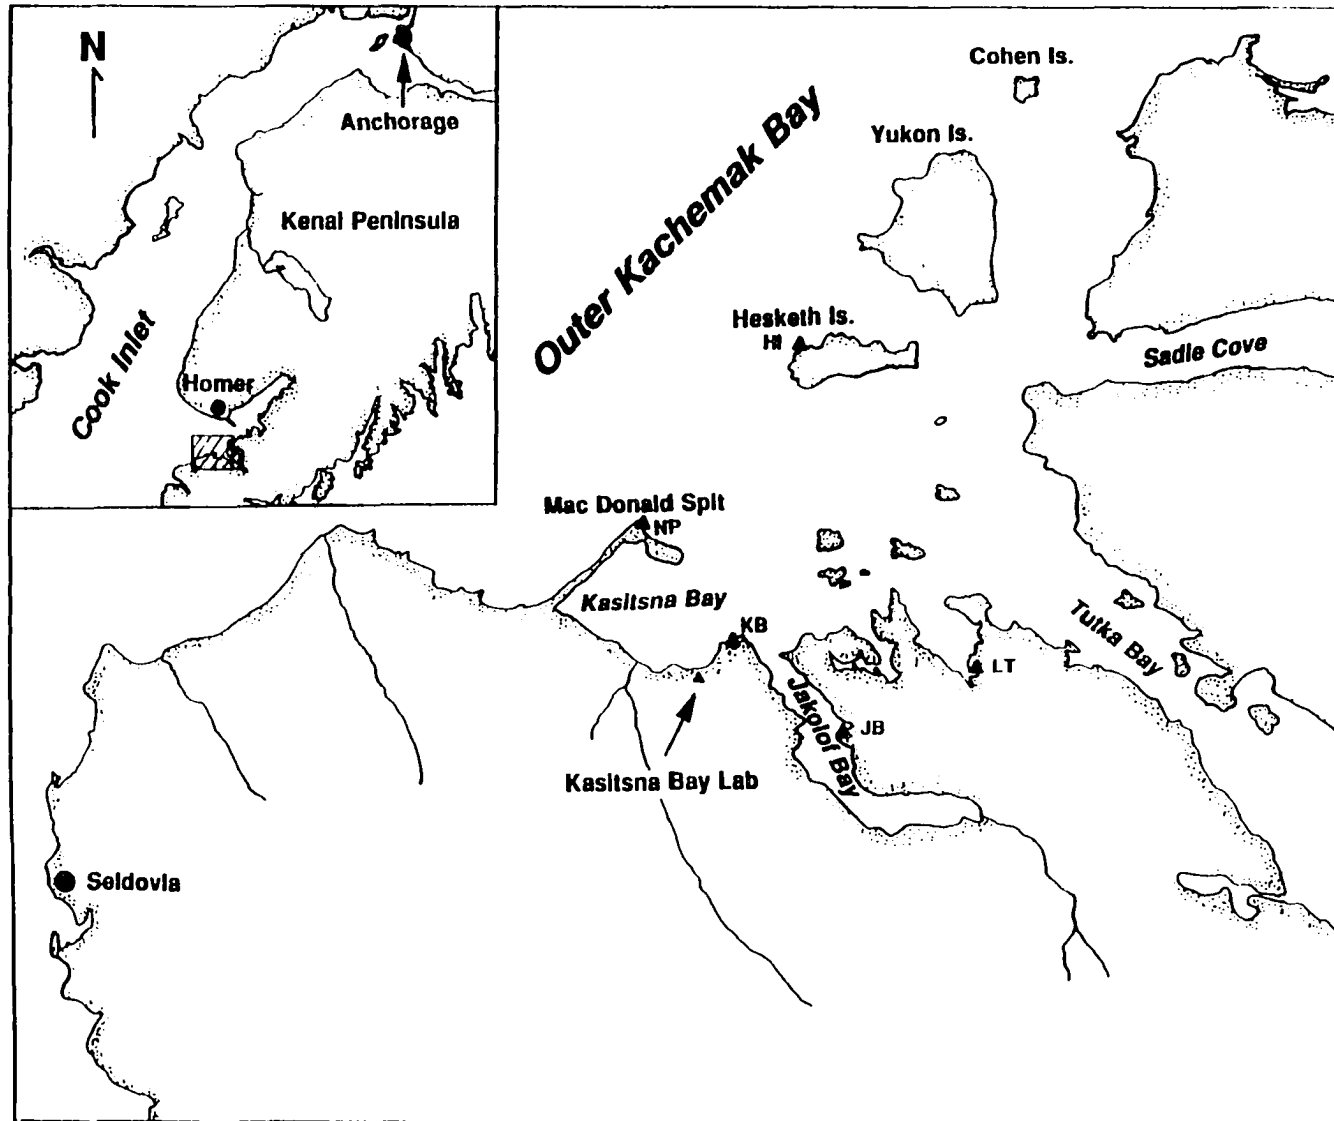 N
Anchorage
Kenai Peninsula
Cook Inlet
Homer
Cohen Is.
Yukon Is.
Outer Kachemak Bay
Hesketh Is.
HI
Sadie Cove
Mac Donald Spit
NP
Kasitsna Bay
KB
Tutka Bay
LT
Jakolof Bay
JB
Kasitsna Bay Lab
Seldovia